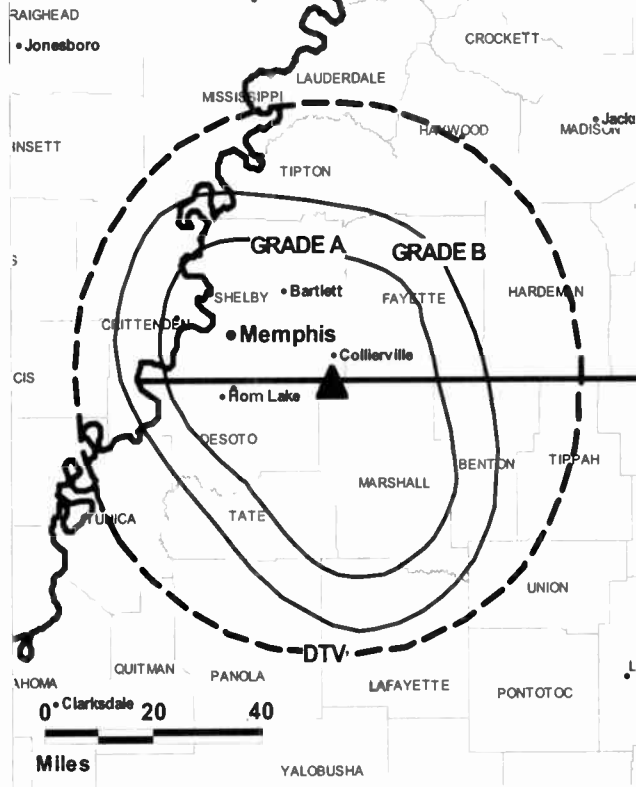 RAIGHEAD
Jonesboro
CROCKETT
LAUDERDALE
MISSISSIPPI
HAYWOOD
MADISON
Jacks
INSETT
TIPTON
GRADE A
GRADE B
S
SHELBY
Bartlett
FAYETTE
HARDEMAN
CRITTENDEN
Memphis
Collierville
CIS
Horn Lake
DESOTO
MARSHALL
BENTON
TIPPAH
TUNICA
TATE
UNION
DTV
QUITMAN
PANOLA
AHOMA
LAFAYETTE
PONTOTOC
L
Clarksdale
0 20 40
Miles
YALOBUSHA